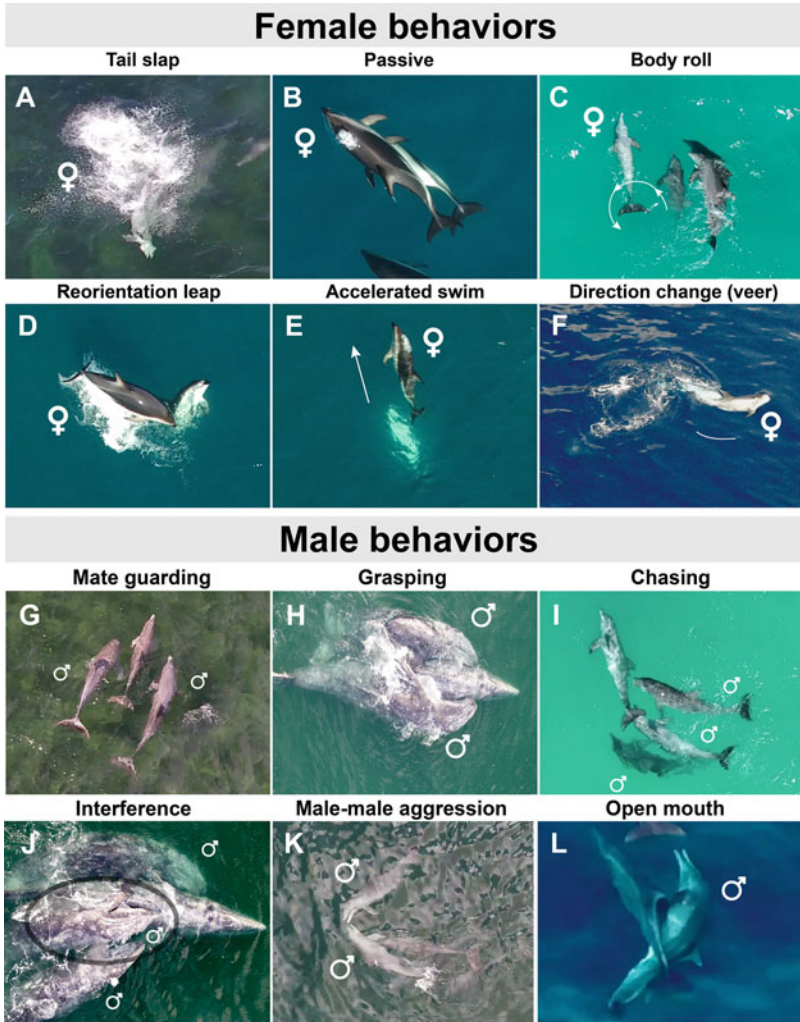 Female behaviors
Tail slap Passive Body roll
A B C
♀ ♀ ♀
Reorientation leap Accelerated swim Direction change (veer)
D E F
♀ ♀ ♀
Male behaviors
Mate guarding Grasping Chasing
G H I
♂ ♂ ♂ ♂ ♂ ♂ ♂
Interference Male-male aggression Open mouth
J K L
♂ ♂ ♂ ♂ ♂ ♂